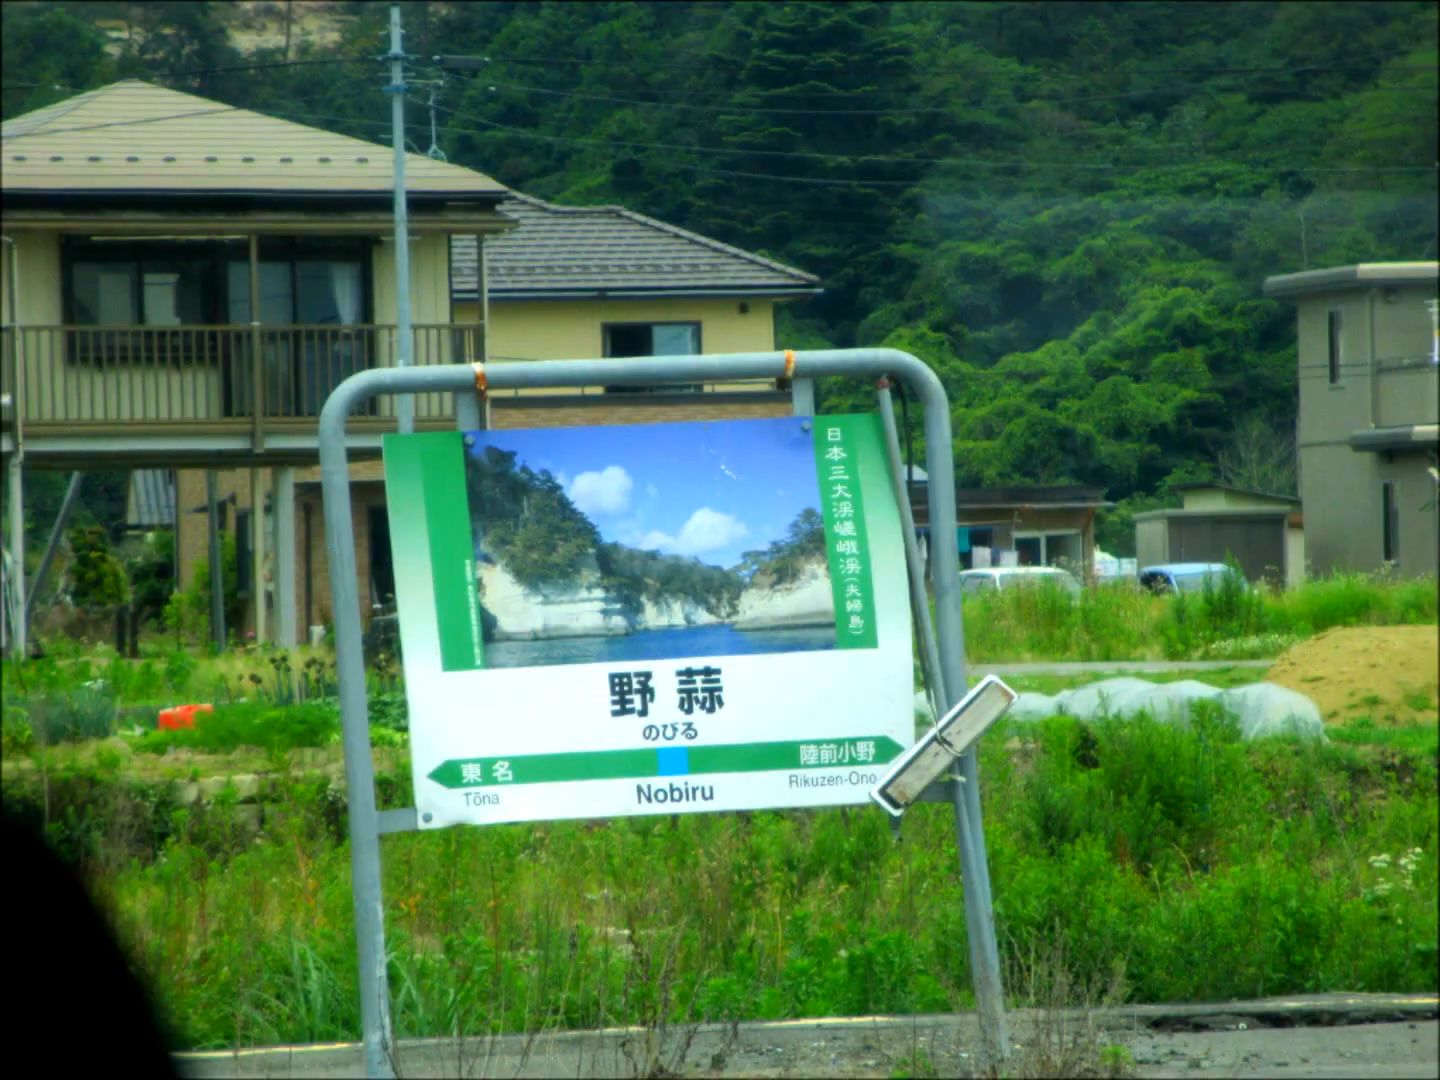 日本三大渓嵯峨渓(夫婦島)
野蒜
のびる
東名 陸前小野
Tōna Nobiru Rikuzen-Ono